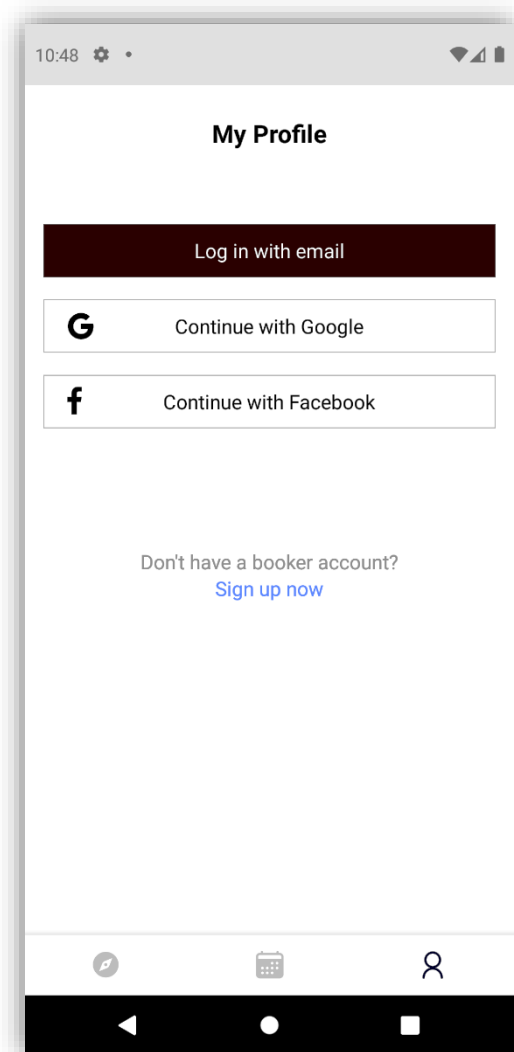 10:48
My Profile
Log in with email
Continue with Google
Continue with Facebook
Don't have a booker account?
Sign up now